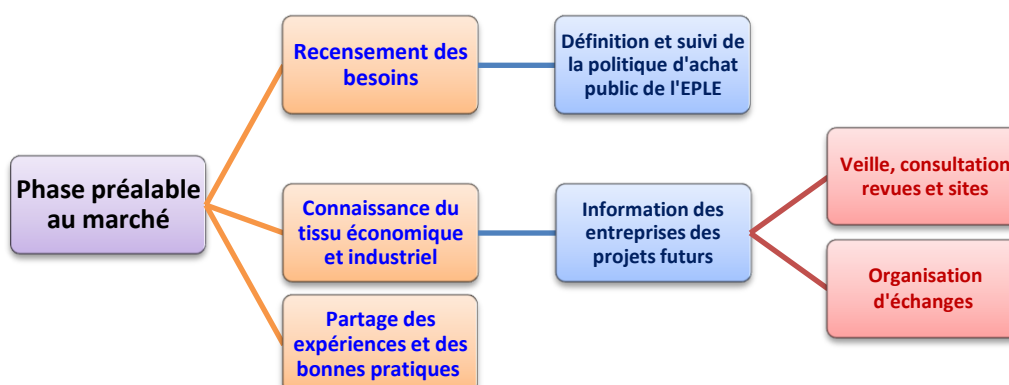 Phase préalable
au marché
Recensement des
besoins
Définition et suivi de
la politique d'achat
public de l'EPLE
Connaissance du
tissu économique
et industriel
Information des
entreprises des
projets futurs
Veille, consultation
revues et sites
Organisation
d'échanges
Partage des
expériences et des
bonnes pratiques